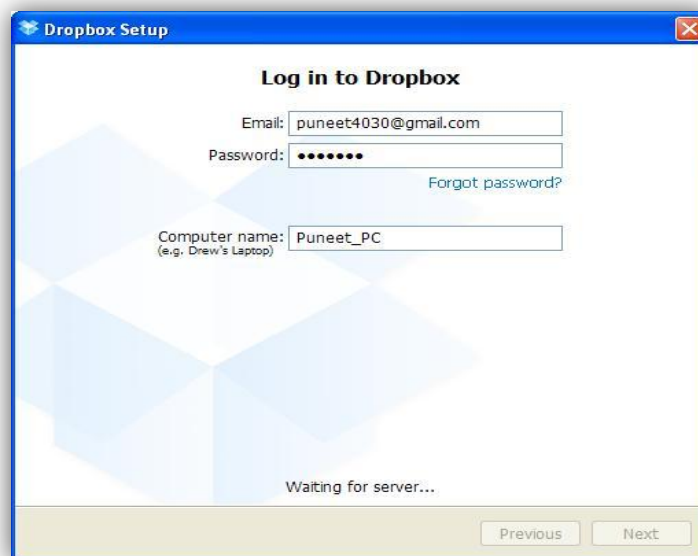 Dropbox Setup
Log in to Dropbox
Email: puneet4030@gmail.com
Password: •••••••
Forgot password?
Computer name: Puneet_PC
(e.g. Drew's Laptop)
Waiting for server...
Previous Next